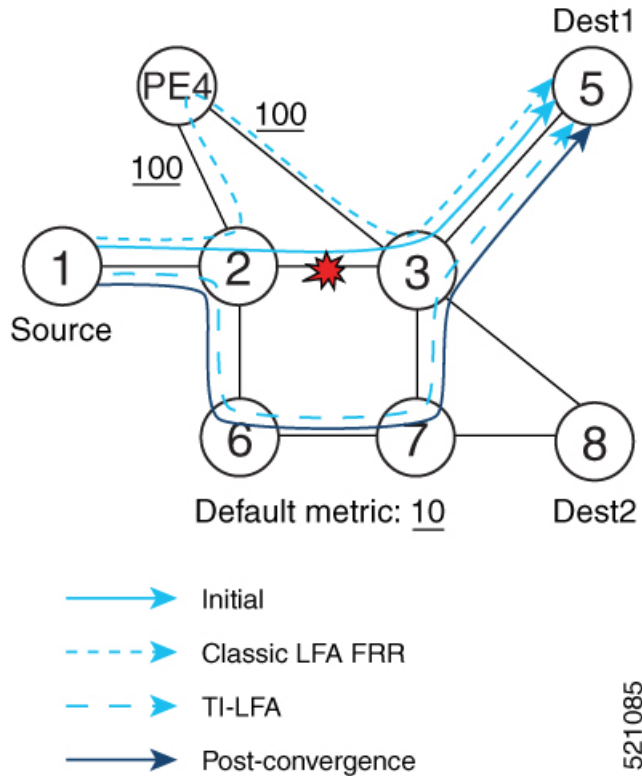 Dest1
PE4
5
100
100
1
2
3
Source
6
7
8
Default metric: 10
Dest2
Initial
Classic LFA FRR
TI-LFA
Post-convergence
521085